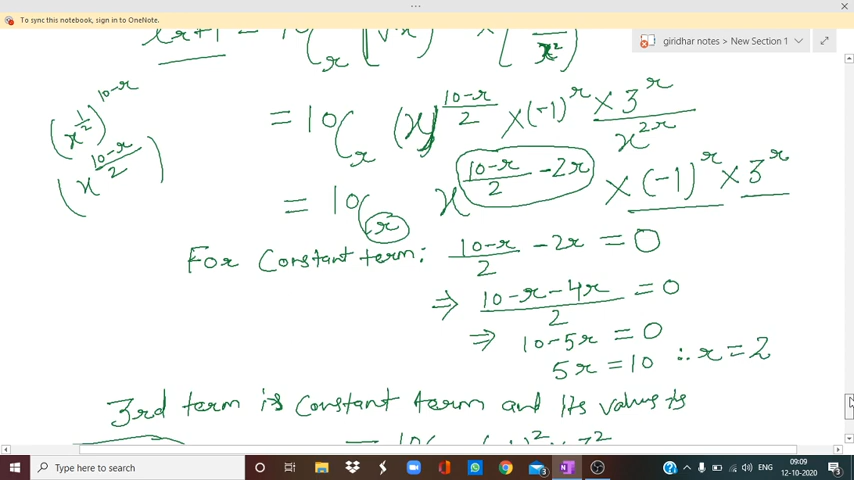 To sync this notebook, sign in to OneNote.
giridhar notes > New Section 1
= 10C_r (x)^((10-r)/2) × (-1)^r × 3^r / x^(2r)
(x^(1/2))^(10-r)
(x^((10-r)/2))
= 10C_r x^((10-r)/2 - 2r) × (-1)^r × 3^r
For Constant term: (10-r)/2 - 2r = 0
⇒ (10-r-4r)/2 = 0
⇒ 10-5r = 0
5r = 10 ∴ r = 2
3rd term is Constant term and its value is
Type here to search
ENG
09:09
12-10-2020